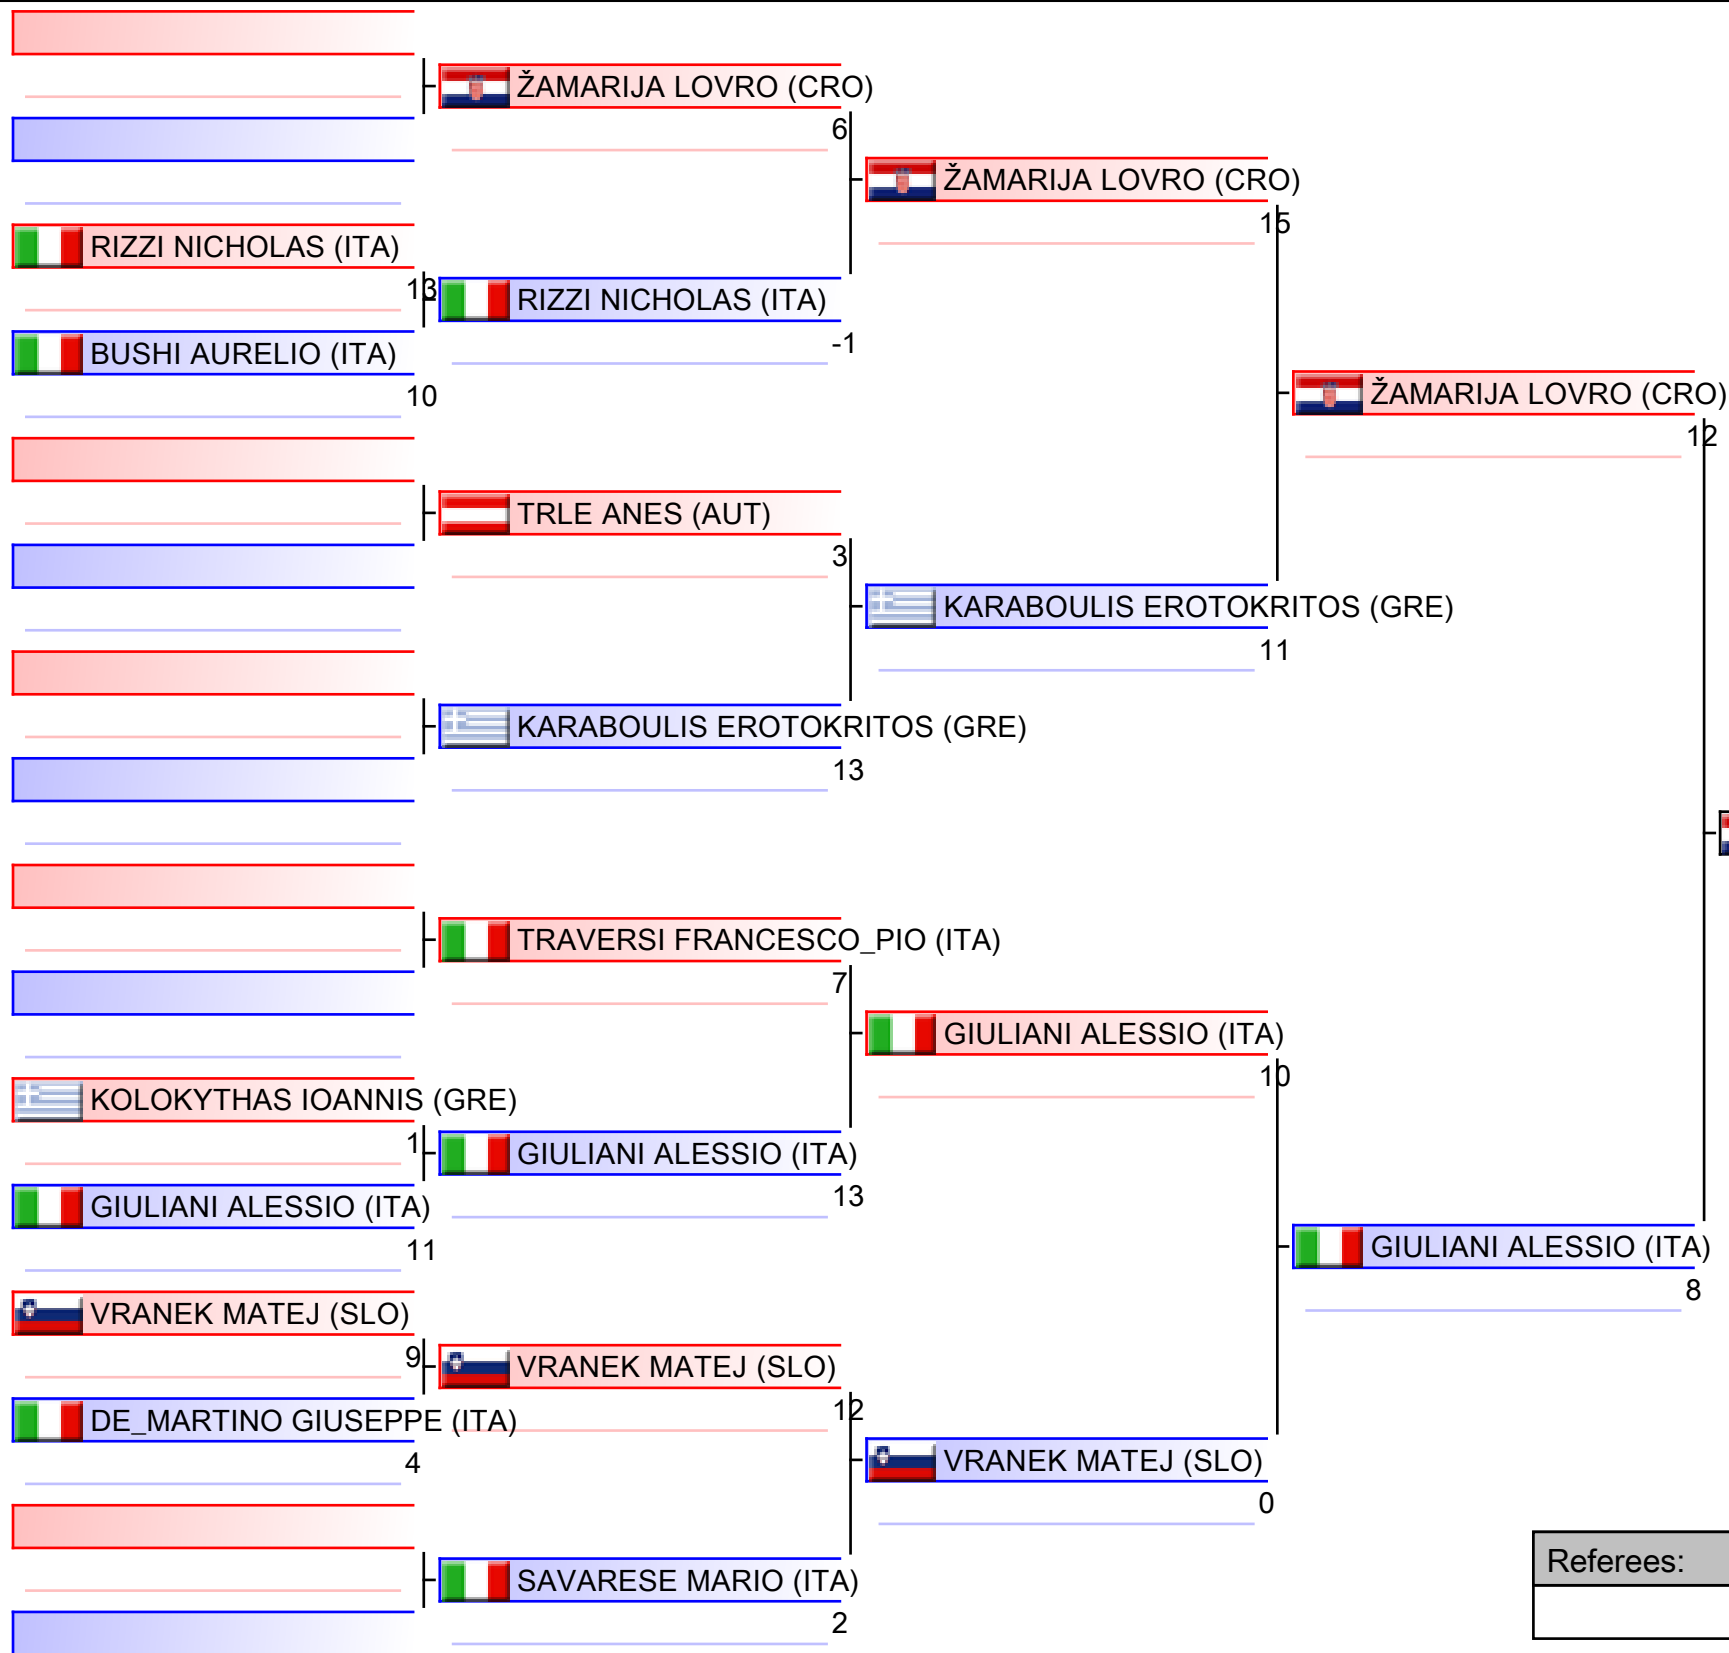 ŽAMARIJA LOVRO (CRO)
6
ŽAMARIJA LOVRO (CRO)
15
RIZZI NICHOLAS (ITA)
13
RIZZI NICHOLAS (ITA)
-1
BUSHI AURELIO (ITA)
10
ŽAMARIJA LOVRO (CRO)
12
TRLE ANES (AUT)
3
KARABOULIS EROTOKRITOS (GRE)
11
KARABOULIS EROTOKRITOS (GRE)
13
TRAVERSI FRANCESCO_PIO (ITA)
7
GIULIANI ALESSIO (ITA)
10
KOLOKYTHAS IOANNIS (GRE)
1
GIULIANI ALESSIO (ITA)
13
GIULIANI ALESSIO (ITA)
11
GIULIANI ALESSIO (ITA)
8
VRANEK MATEJ (SLO)
9
VRANEK MATEJ (SLO)
12
DE_MARTINO GIUSEPPE (ITA)
4
VRANEK MATEJ (SLO)
0
SAVARESE MARIO (ITA)
2
Referees: